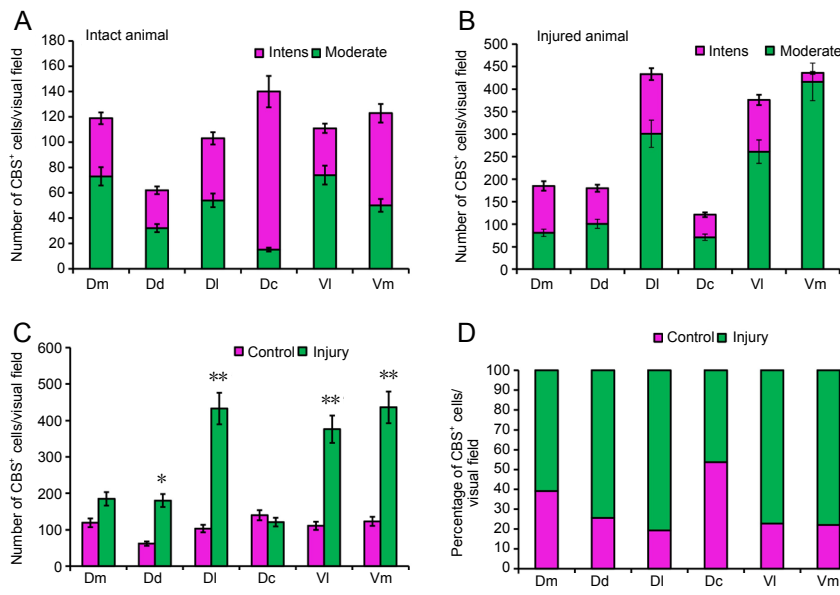 A
Intact animal
Intens Moderate
Number of CBS+ cells/visual field
180
160
140
120
100
80
60
40
20
0
Dm Dd Dl Dc Vl Vm
B
Injured animal
Intens Moderate
Number of CBS+ cells/visual field
500
450
400
350
300
250
200
150
100
50
0
Dm Dd Dl Dc Vl Vm
C
Control Injury
Number of CBS+ cells/visual field
600
500
400
300
200
100
0
*
**
**
**
Dm Dd Dl Dc Vl Vm
D
Control Injury
Percentage of CBS+ cells/
visual field
100
90
80
70
60
50
40
30
20
10
0
Dm Dd Dl Dc Vl Vm